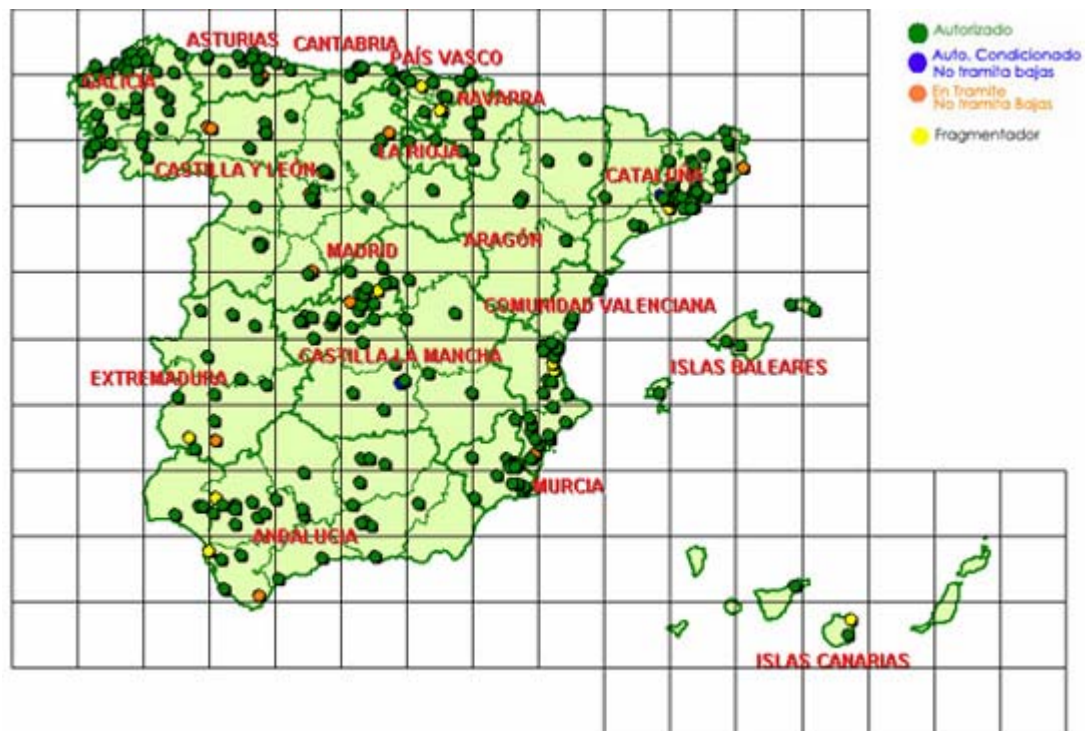 ASTURIAS
CANTABRIA
PAÍS VASCO
GALICIA
NAVARRA
LA RIOJA
CASTILLA Y LEÓN
CATALUÑA
ARAGÓN
MADRID
COMUNIDAD VALENCIANA
CASTILLA LA MANCHA
ISLAS BALEARES
EXTREMADURA
MURCIA
ANDALUCIA
ISLAS CANARIAS
Autorizado
Auto. Condicionado
No tramita bajas
En Tramite
No tramita Bajas
Fragmentador